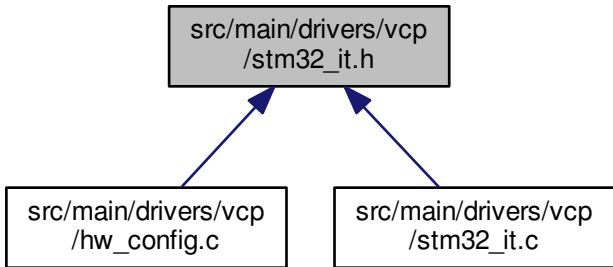 src/main/drivers/vcp
/stm32_it.h
src/main/drivers/vcp
/hw_config.c
src/main/drivers/vcp
/stm32_it.c